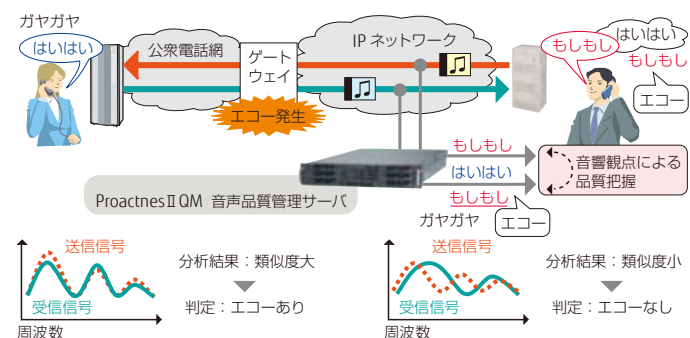 ガヤガヤ
はいはい
公衆電話網
ゲート
ウェイ
IP ネットワーク
エコー発生
もしもし
はいはい
もしもし
エコー
もしもし
はいはい
もしもし
ガヤガヤ
エコー
音響観点による
品質把握
ProactnesⅡQM 音声品質管理サーバ
送信信号
受信信号
周波数
分析結果：類似度大
判定：エコーあり
送信信号
受信信号
周波数
分析結果：類似度小
判定：エコーなし